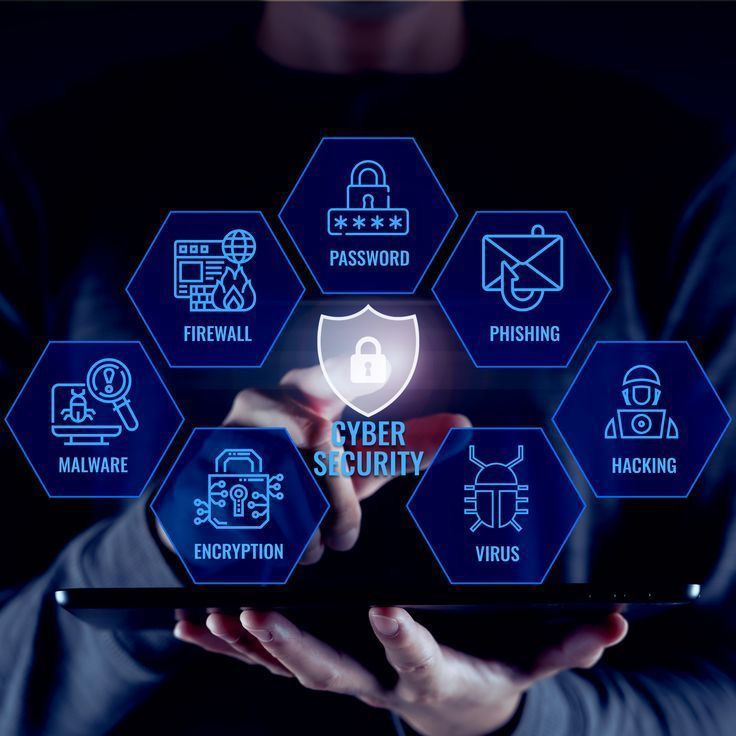 ****
PASSWORD
FIREWALL
PHISHING
CYBER
SECURITY
MALWARE
HACKING
ENCRYPTION
VIRUS